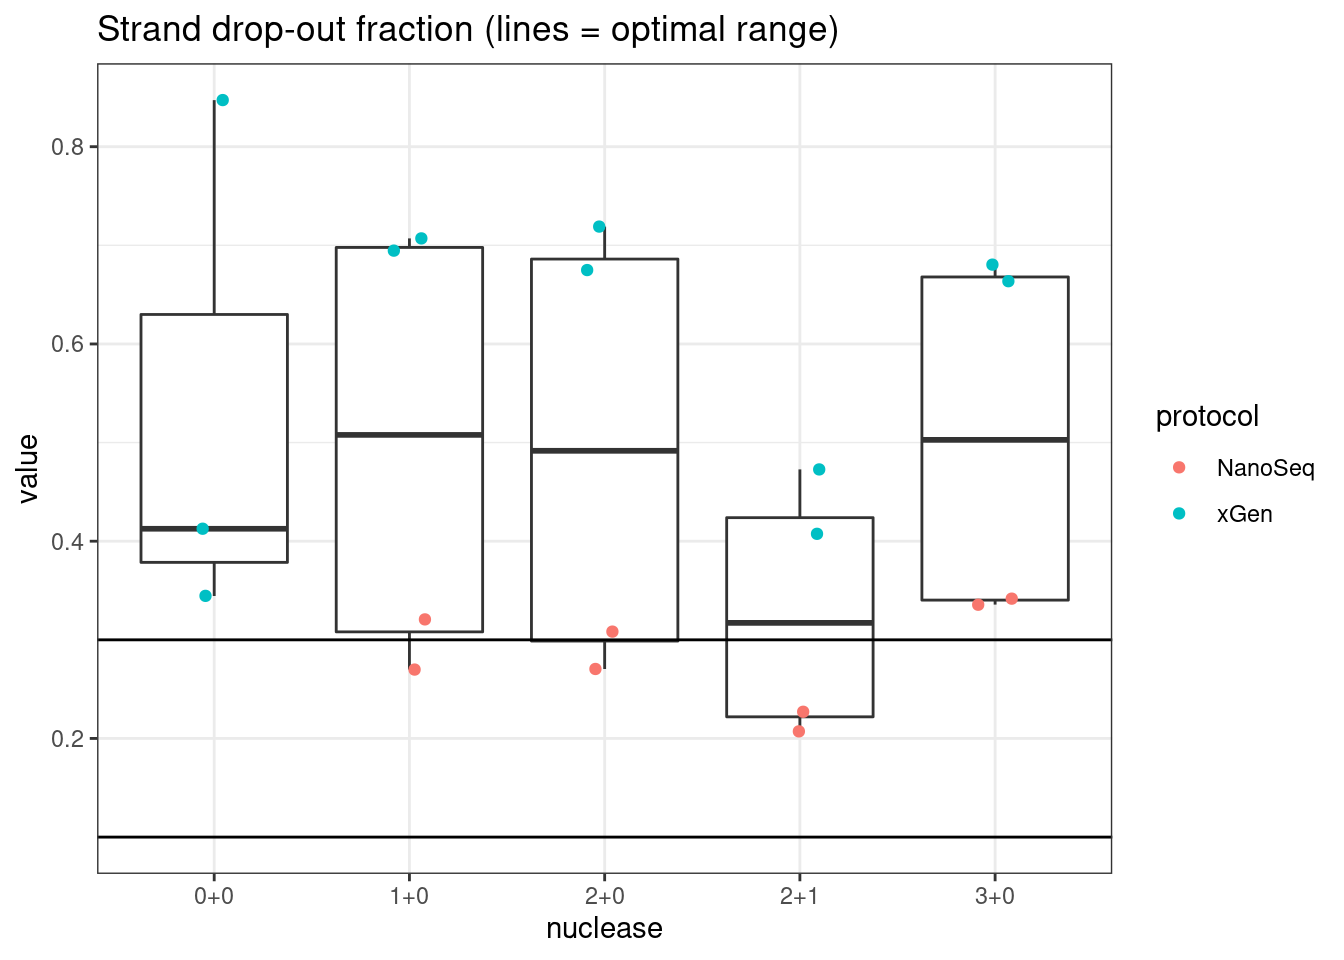 Strand drop-out fraction (lines = optimal range)
value
0.8
0.6
0.4
0.2
0+0 1+0 2+0 2+1 3+0
nuclease
protocol
NanoSeq
xGen